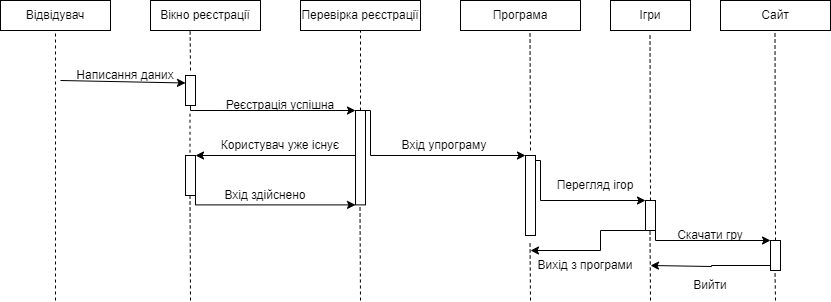 Відвідувач
Вікно реєстрації
Перевірка реєстрації
Програма
Ігри
Сайт
Написання даних
Реєстрація успішна
Користувач уже існує
Вхід упрограму
Вхід здійснено
Перегляд ігор
Скачати гру
Вихід з програми
Вийти